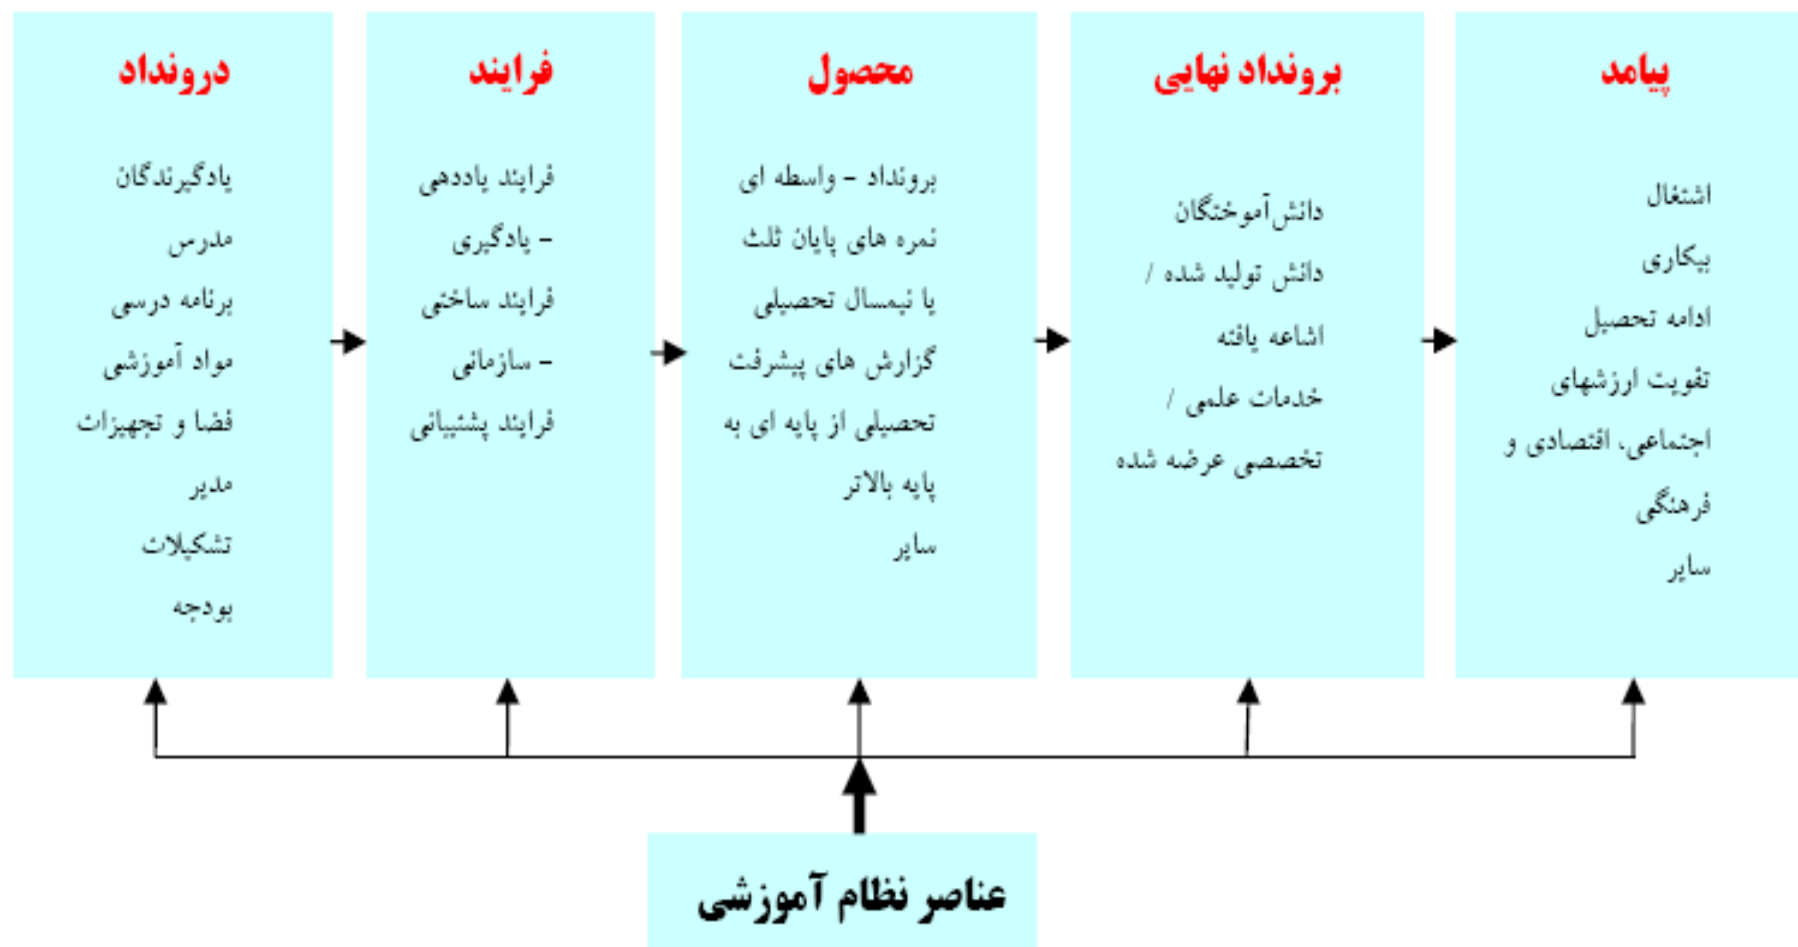 درونداد
یادگیرندگان
مدرس
برنامه درسی
مواد آموزشی
فضا و تجهیزات
مدیر
تشکیلات
بودجه
فرایند
فرایند یاددهی
- یادگیری
فرایند ساختی
- سازمانی
فرایند پشتیبانی
محصول
برونداد - واسطه ای
نمره های پایان ثلث
یا نیمسال تحصیلی
گزارش های پیشرفت
تحصیلی از پایه ای به
پایه بالاتر
سایر
برونداد نهایی
دانش‌آموختگان
دانش تولید شده /
اشاعه یافته
خدمات علمی /
تخصصی عرضه شده
پیامد
اشتغال
بیکاری
ادامه تحصیل
تقویت ارزشهای
اجتماعی، اقتصادی و
فرهنگی
سایر
عناصر نظام آموزشی